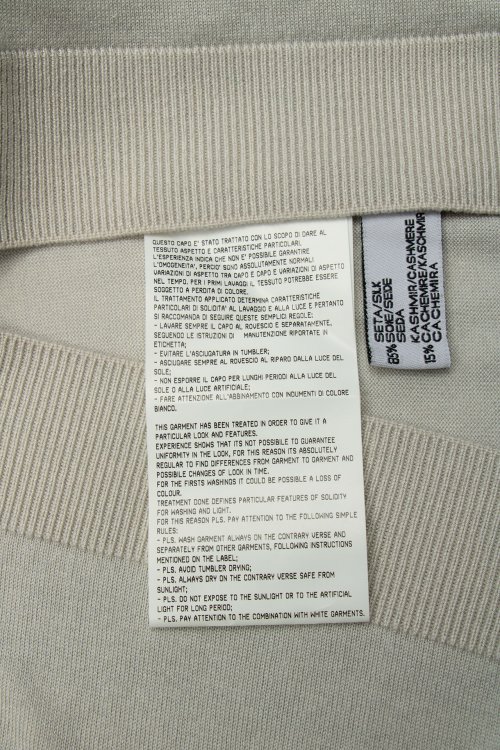 QUESTO CAPO E' STATO TRATTATO CON LO SCOPO DI DARE AL
TESSUTO ASPETTO E CARATTERISTICHE PARTICOLARI,
L'ESPERIENZA INDICA CHE NON E' POSSIBILE GARANTIRE
L'OMOGENEITA', PERCIO' SONO ASSOLUTAMENTE NORMALI
VARIAZIONI DI ASPETTO TRA CAPO E CAPO E VARIAZIONI DI ASPETTO
NEL TEMPO, PER I PRIMI LAVAGGI IL TESSUTO POTREBBE ESSERE
SOGGETTO A PERDITA DI COLORE.
IL TRATTAMENTO APPLICATO DETERMINA CARATTERISTICHE
PARTICOLARI DI SOLIDITA' AL LAVAGGIO E ALLA LUCE E PERTANTO
SI RACCOMANDA DI SEGUIRE QUESTE SEMPLICI REGOLE:
- LAVARE SEMPRE IL CAPO AL ROVESCIO E SEPARATAMENTE,
SEGUENDO LE ISTRUZIONI DI MANUTENZIONE RIPORTATE IN
ETICHETTA;
- EVITARE L'ASCIUGATURA IN TUMBLER;
- ASCIUGARE SEMPRE AL ROVESCIO AL RIPARO DALLA LUCE DEL
SOLE;
- NON ESPORRE IL CAPO PER LUNGHI PERIODI ALLA LUCE DEL
SOLE O ALLA LUCE ARTIFICIALE;
- FARE ATTENZIONE ALL'ABBINAMENTO CON INDUMENTI DI COLORE
BIANCO.
THIS GARMENT HAS BEEN TREATED IN ORDER TO GIVE IT A
PARTICULAR LOOK AND FEATURES.
EXPERIENCE SHOWS THAT ITS NOT POSSIBLE TO GUARANTEE
UNIFORMITY IN THE LOOK, FOR THIS REASON ITS ABSOLUTELY
REGULAR TO FIND DIFFERENCES FROM GARMENT TO GARMENT AND
POSSIBLE CHANGES OF LOOK IN TIME.
FOR THE FIRSTS WASHINGS IT COULD BE POSSIBLE A LOSS OF
COLOUR.
TREATMENT DONE DEFINES PARTICULAR FEATURES OF SOLIDITY
FOR WASHING AND LIGHT.
FOR THIS REASON PLS. PAY ATTENTION TO THE FOLLOWING SIMPLE
RULES:
- PLS. WASH GARMENT ALWAYS ON THE CONTRARY VERSE AND
SEPARATELY FROM OTHER GARMENTS, FOLLOWING INSTRUCTIONS
MENTIONED ON THE LABEL;
- PLS. AVOID TUMBLER DRYING;
- PLS. ALWAYS DRY ON THE CONTRARY VERSE SAFE FROM
SUNLIGHT;
- PLS. DO NOT EXPOSE TO THE SUNLIGHT OR TO THE ARTIFICIAL
LIGHT FOR LONG PERIOD;
- PLS. PAY ATTENTION TO THE COMBINATION WITH WHITE GARMENTS.
SETA/SILK
85% SOIE/SEDE
SEDA
KASHMIR/CASHMERE
15% CACHEMIRE/KASCHMIR
CACHEMIRA